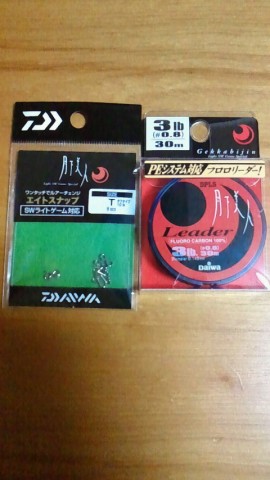 月下美人
ワンタッチでルアーチェンジ
エイトスナップ
SWライトゲーム対応
T
DAIWA
3lb
(#0.8)
30m
Gekkabijin
PEシステム対応 フロロリーダー!
月下美人
Leader
FLUORO CARBON 100%
3lb.
30m
Daiwa